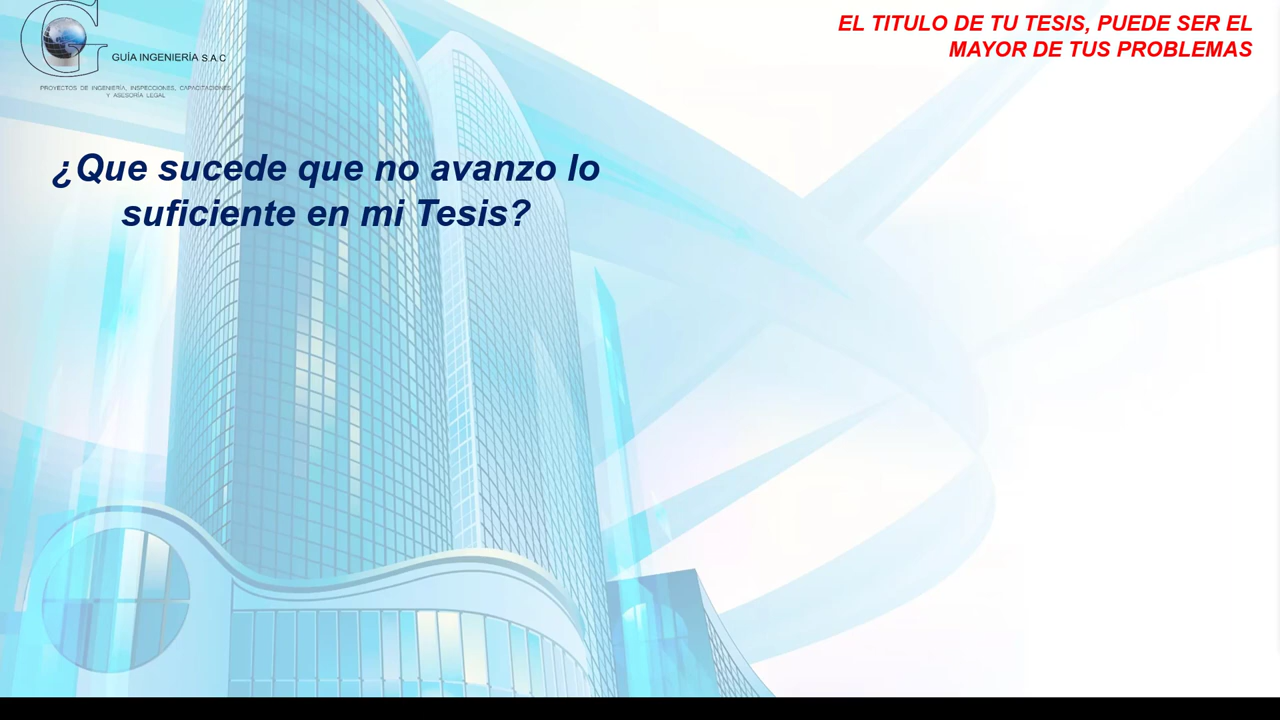 GUÍA INGENIERÍA S.A.C
PROYECTOS DE INGENIERÍA, INSPECCIONES, CAPACITACIONES
Y ASESORÍA LEGAL
EL TITULO DE TU TESIS, PUEDE SER EL
MAYOR DE TUS PROBLEMAS
¿Que sucede que no avanzo lo
suficiente en mi Tesis?